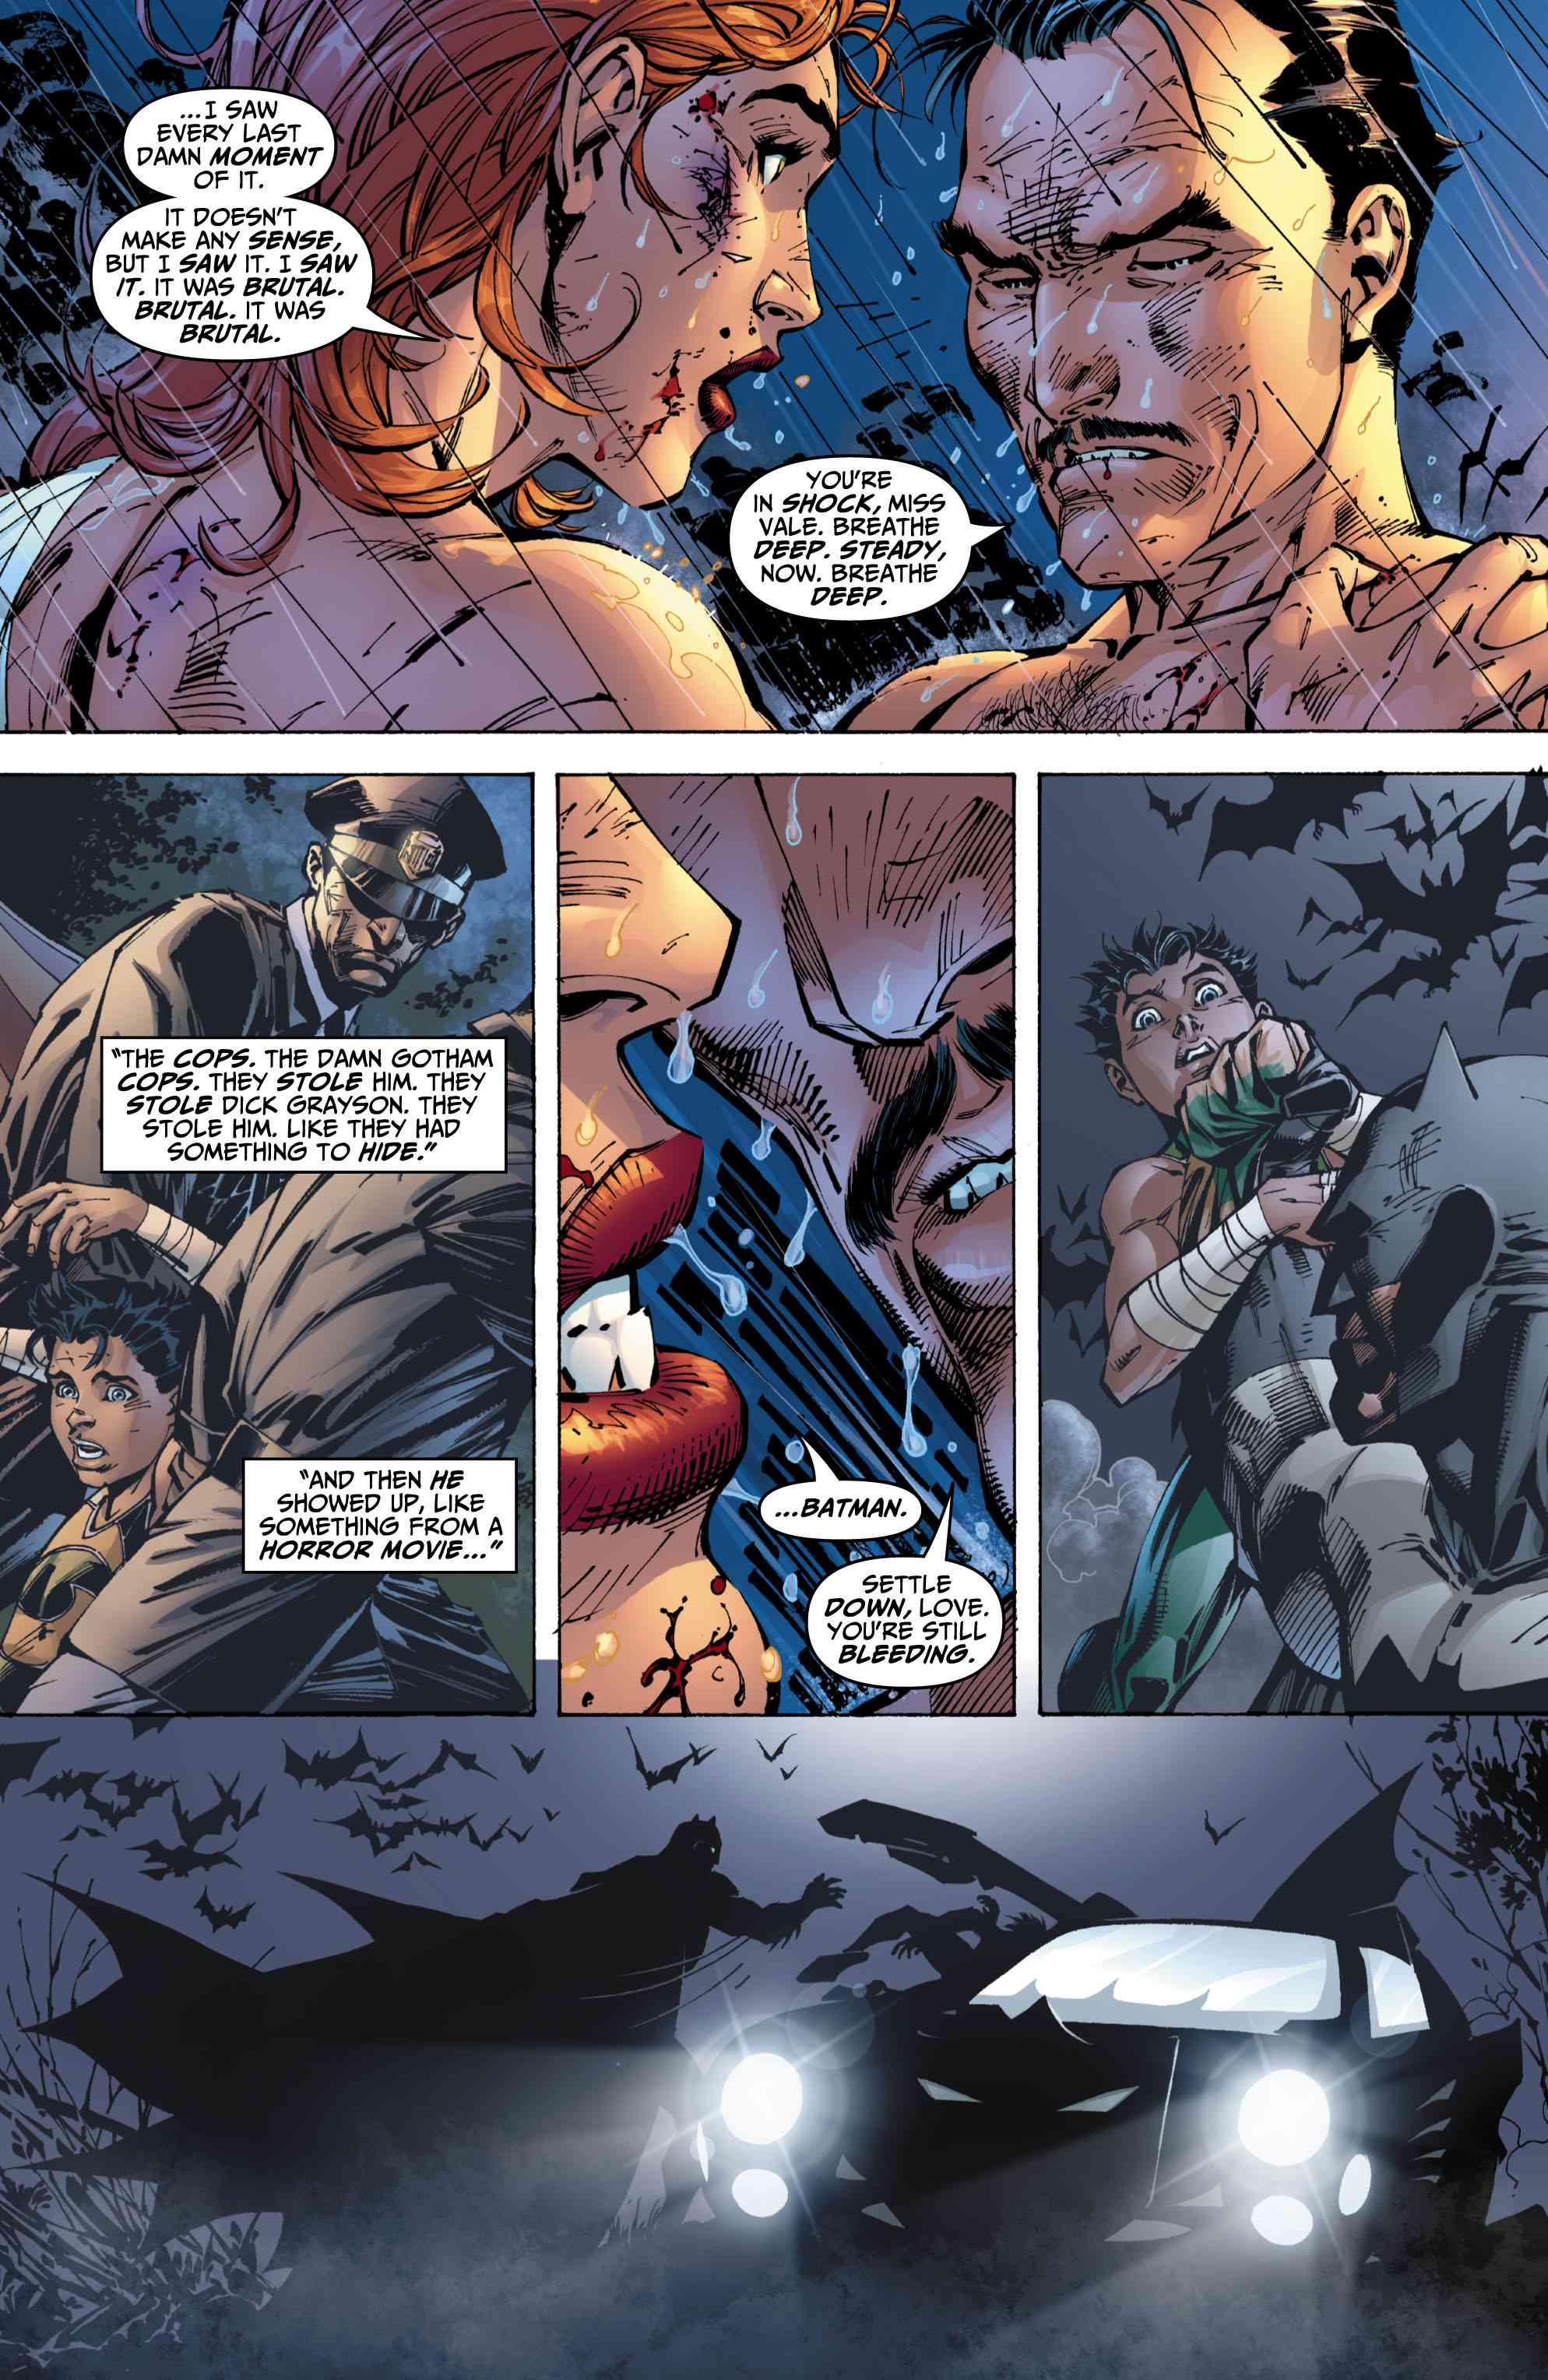 ...I SAW
EVERY LAST
DAMN MOMENT
OF IT.
IT DOESN'T
MAKE ANY SENSE,
BUT I SAW IT. I SAW
IT. IT WAS BRUTAL.
BRUTAL. IT WAS
BRUTAL.
YOU'RE
IN SHOCK, MISS
VALE. BREATHE
DEEP. STEADY,
NOW. BREATHE
DEEP.
"THE COPS. THE DAMN GOTHAM
COPS. THEY STOLE HIM. THEY
STOLE DICK GRAYSON. THEY
STOLE HIM. LIKE THEY HAD
SOMETHING TO HIDE."
"AND THEN HE
SHOWED UP, LIKE
SOMETHING FROM A
HORROR MOVIE..."
...BATMAN.
SETTLE
DOWN, LOVE.
YOU'RE STILL
BLEEDING.